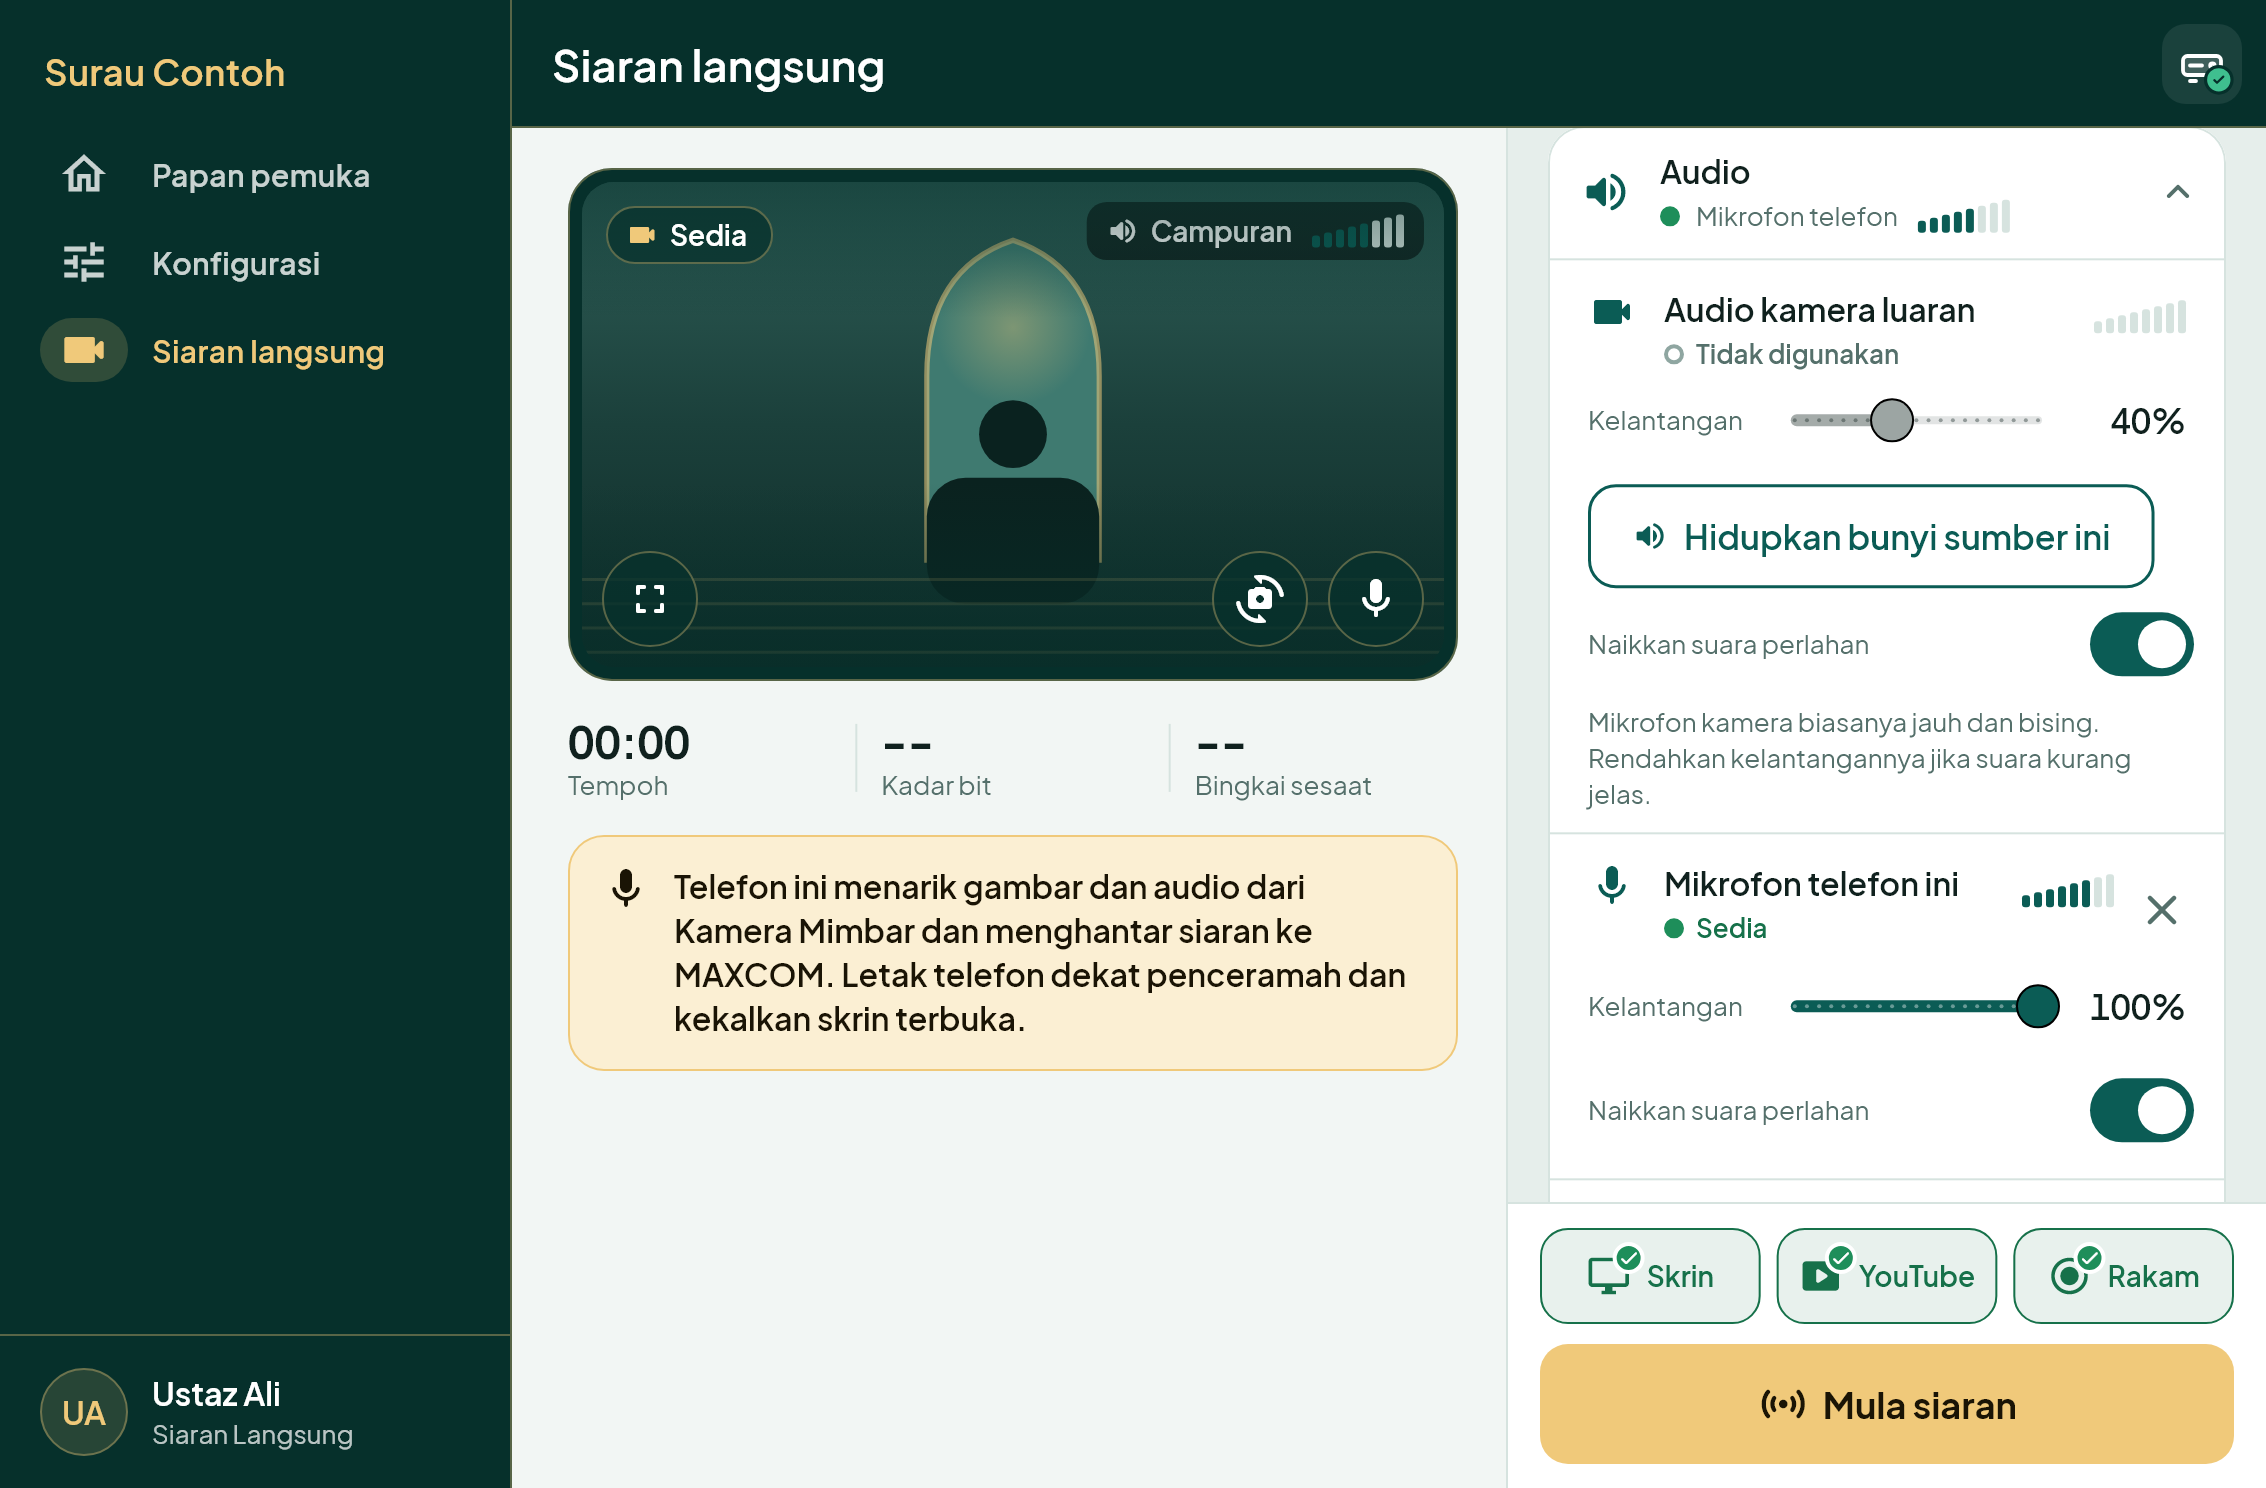 Surau Contoh
Papan pemuka
Konfigurasi
Siaran langsung
Ustaz Ali
Siaran Langsung
UA
Siaran langsung
Sedia
Campuran
00:00
Tempoh
--
Kadar bit
--
Bingkai sesaat
Telefon ini menarik gambar dan audio dari
Kamera Mimbar dan menghantar siaran ke
MAXCOM. Letak telefon dekat penceramah dan
kekalkan skrin terbuka.
Audio
Mikrofon telefon
Audio kamera luaran
Tidak digunakan
Kelantangan
40%
Hidupkan bunyi sumber ini
Naikkan suara perlahan
Mikrofon kamera biasanya jauh dan bising.
Rendahkan kelantangannya jika suara kurang
jelas.
Mikrofon telefon ini
Sedia
Kelantangan
100%
Naikkan suara perlahan
Skrin
YouTube
Rakam
Mula siaran